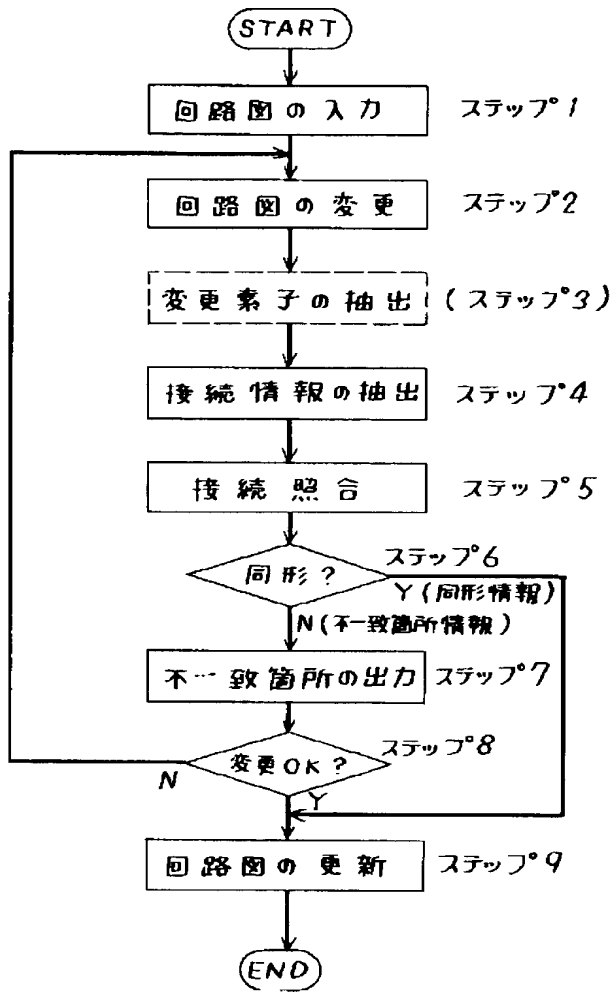 START
回路図の入力 ステップ1
回路図の変更 ステップ2
変更素子の抽出 (ステップ3)
接続情報の抽出 ステップ4
接続照合 ステップ5
ステップ6
同形?
Y(同形情報)
N(不一致箇所情報)
不一致箇所の出力 ステップ7
ステップ8
変更OK?
N
Y
回路図の更新 ステップ9
END